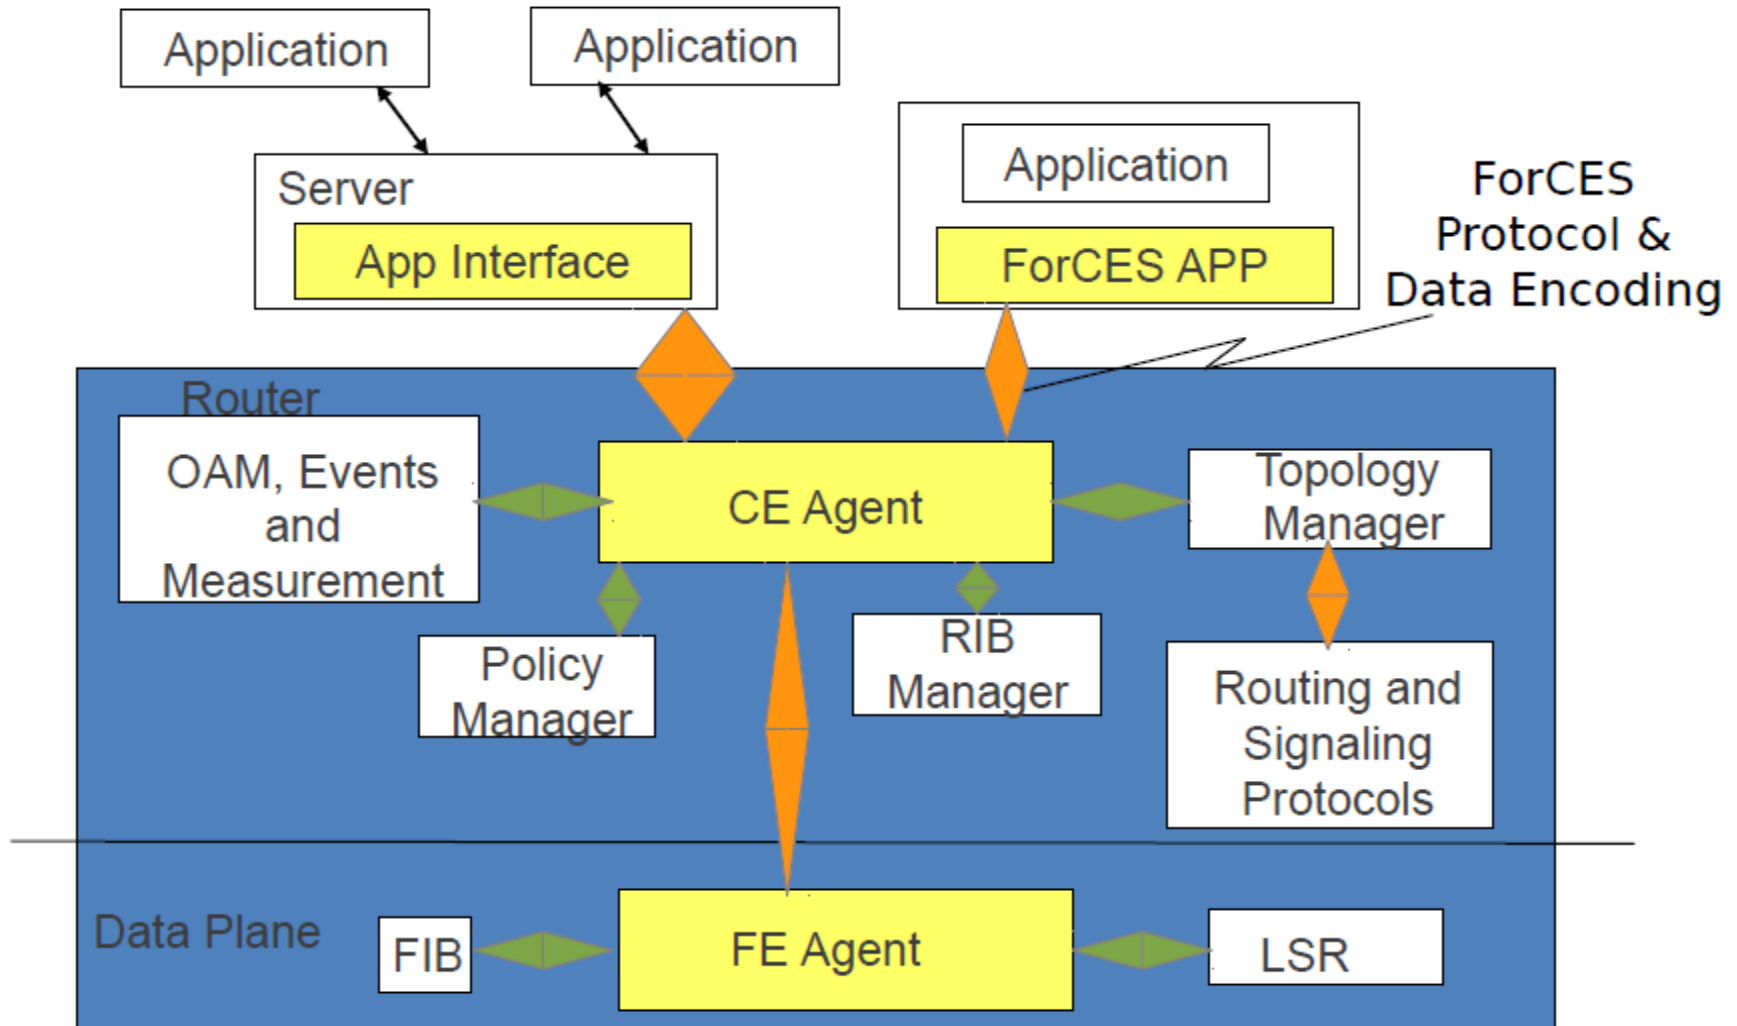 Application
Application
Server
App Interface
Application
ForCES APP
ForCES
Protocol &
Data Encoding
Router
OAM, Events
and
Measurement
CE Agent
Topology
Manager
Policy
Manager
RIB
Manager
Routing and
Signaling
Protocols
Data Plane
FIB
FE Agent
LSR